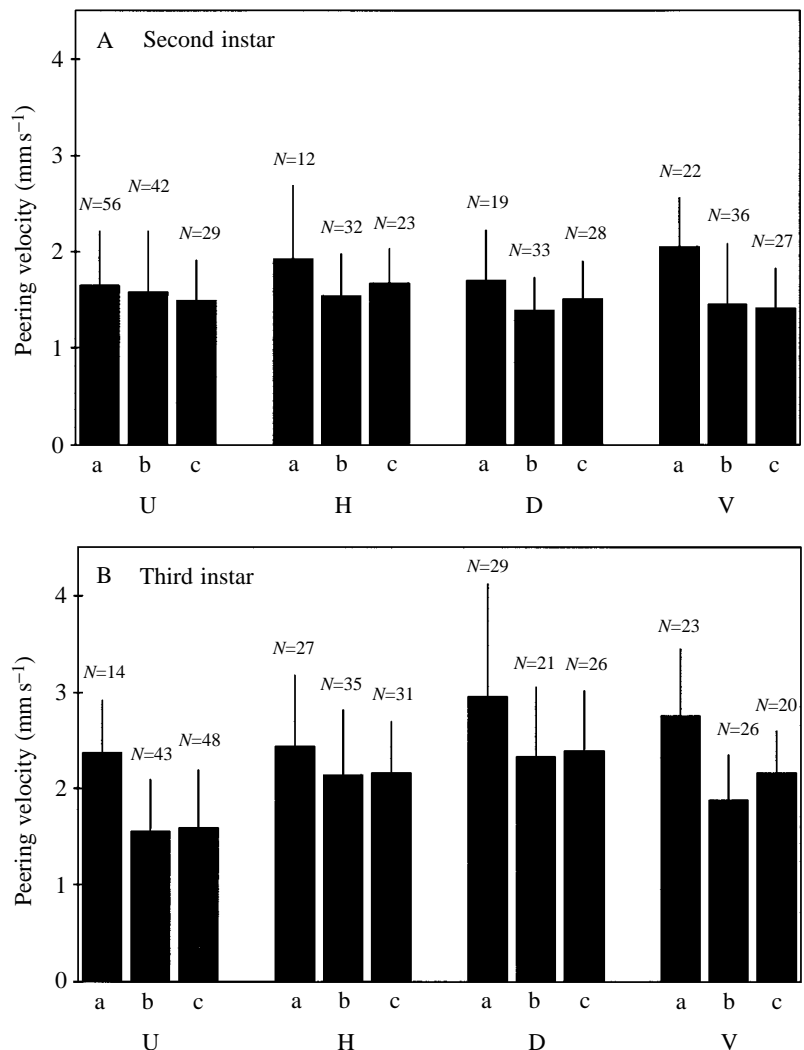 A Second instar
Peering velocity (mm s⁻¹)
4
3
2
1
0
N=56
N=42
N=29
N=12
N=32
N=23
N=19
N=33
N=28
N=22
N=36
N=27
a b c a b c a b c a b c
U H D V
B Third instar
Peering velocity (mm s⁻¹)
4
3
2
1
0
N=14
N=43
N=48
N=27
N=35
N=31
N=29
N=21
N=26
N=23
N=26
N=20
a b c a b c a b c a b c
U H D V